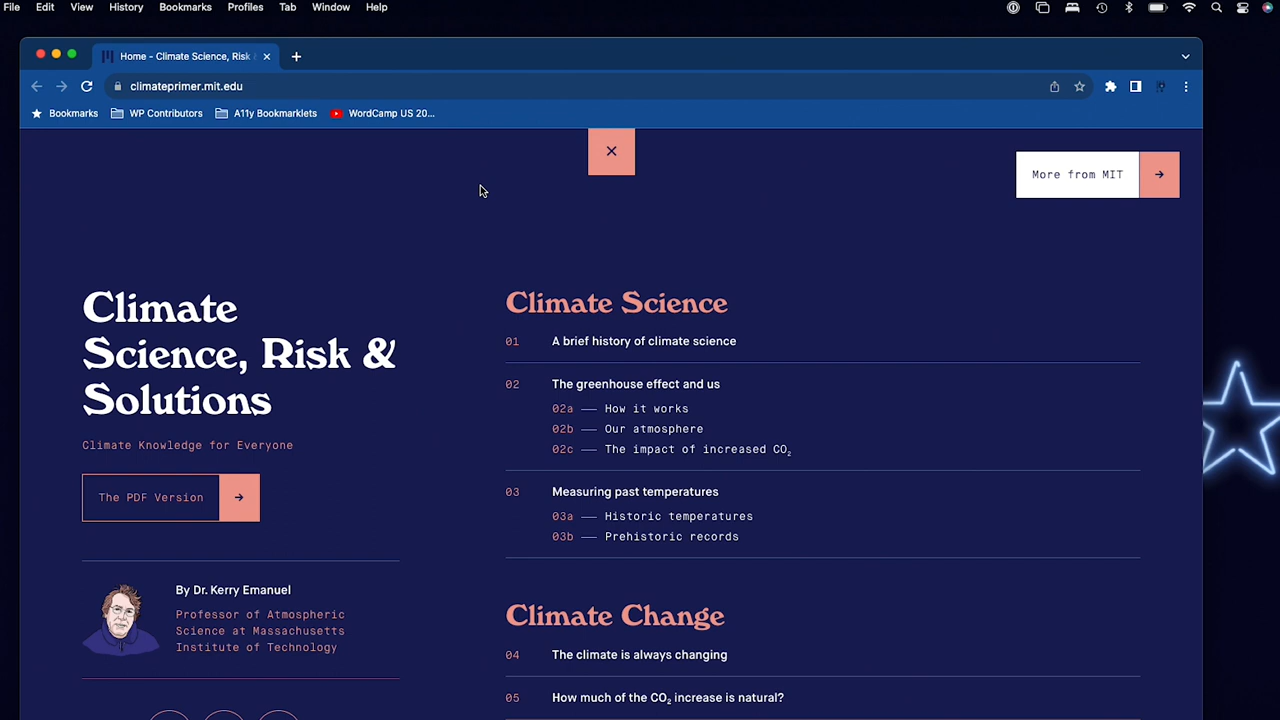 File Edit View History Bookmarks Profiles Tab Window Help
Home - Climate Science, Risk
climateprimer.mit.edu
Bookmarks WP Contributors A11y Bookmarklets WordCamp US 20...
More from MIT
Climate
Science, Risk &
Solutions
Climate Knowledge for Everyone
The PDF Version
By Dr. Kerry Emanuel
Professor of Atmospheric
Science at Massachusetts
Institute of Technology
Climate Science
01 A brief history of climate science
02 The greenhouse effect and us
02a — How it works
02b — Our atmosphere
02c — The impact of increased CO₂
03 Measuring past temperatures
03a — Historic temperatures
03b — Prehistoric records
Climate Change
04 The climate is always changing
05 How much of the CO₂ increase is natural?